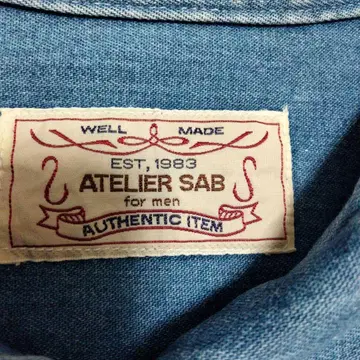 WELL MADE
EST, 1983
ATELIER SAB
for men
AUTHENTIC ITEM